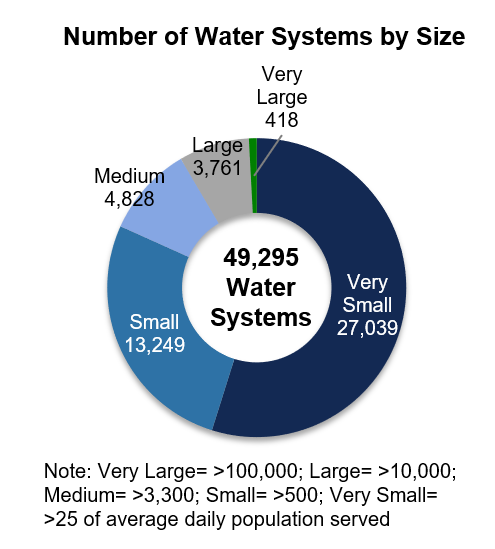 Number of Water Systems by Size
Very
Large
418
Large
3,761
Medium
4,828
49,295
Water
Systems
Very
Small
27,039
Small
13,249
Note: Very Large= >100,000; Large= >10,000;
Medium= >3,300; Small= >500; Very Small=
>25 of average daily population served